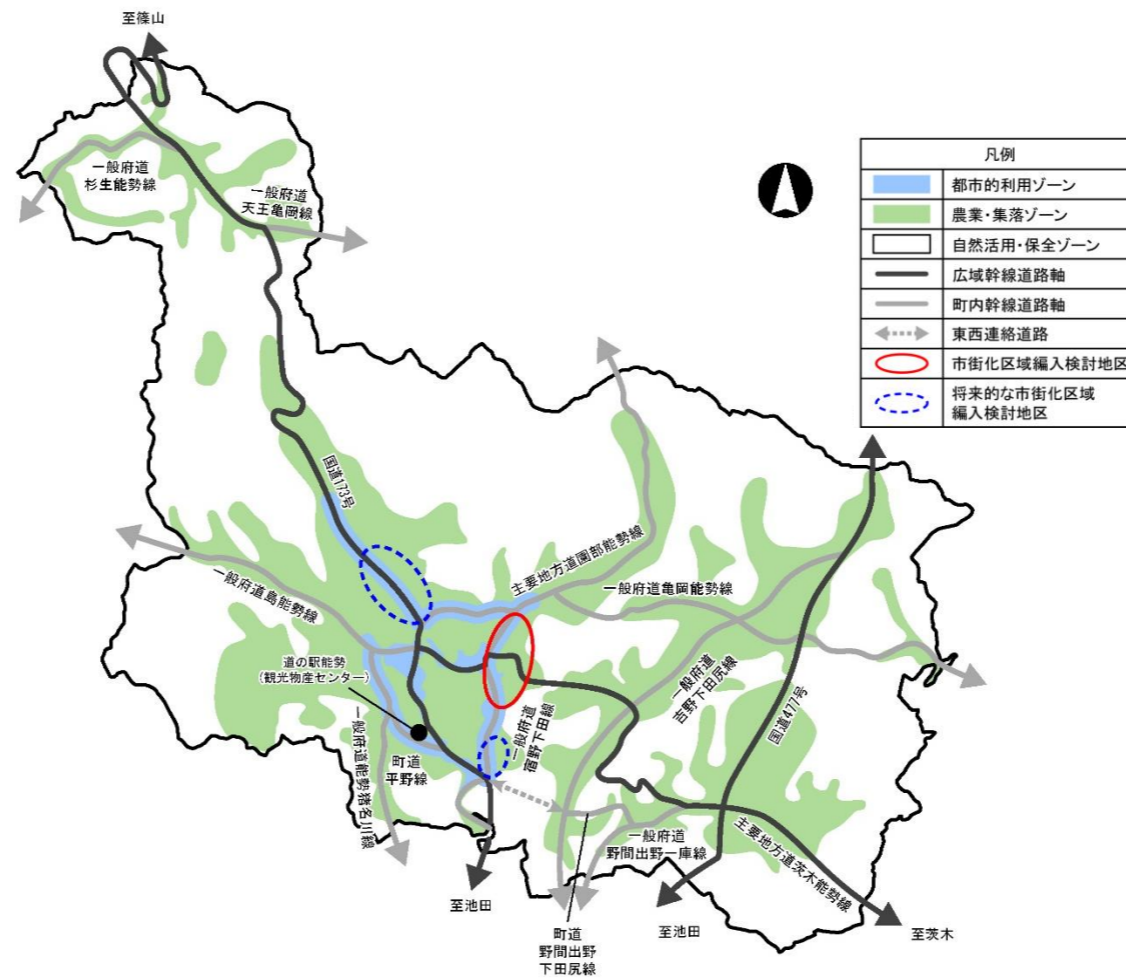 至篠山
一般府道
杉生能勢線
一般府道
天王亀岡線
凡例
都市的利用ゾーン
農業・集落ゾーン
自然活用・保全ゾーン
広域幹線道路軸
町内幹線道路軸
東西連絡道路
市街化区域編入検討地区
将来的な市街化区域
編入検討地区
国道173号
主要地方道園部能勢線
一般府道島能勢線
一般府道亀岡能勢線
道の駅能勢
(観光物産センター)
一般府道
吉野下田尻線
国道477号
一般府道
宿野下田線
一般府道能勢猪名川線
町道
平野線
一般府道
野間出野一庫線
主要地方道茨木能勢線
至池田
町道
野間出野
下田尻線
至池田
至茨木